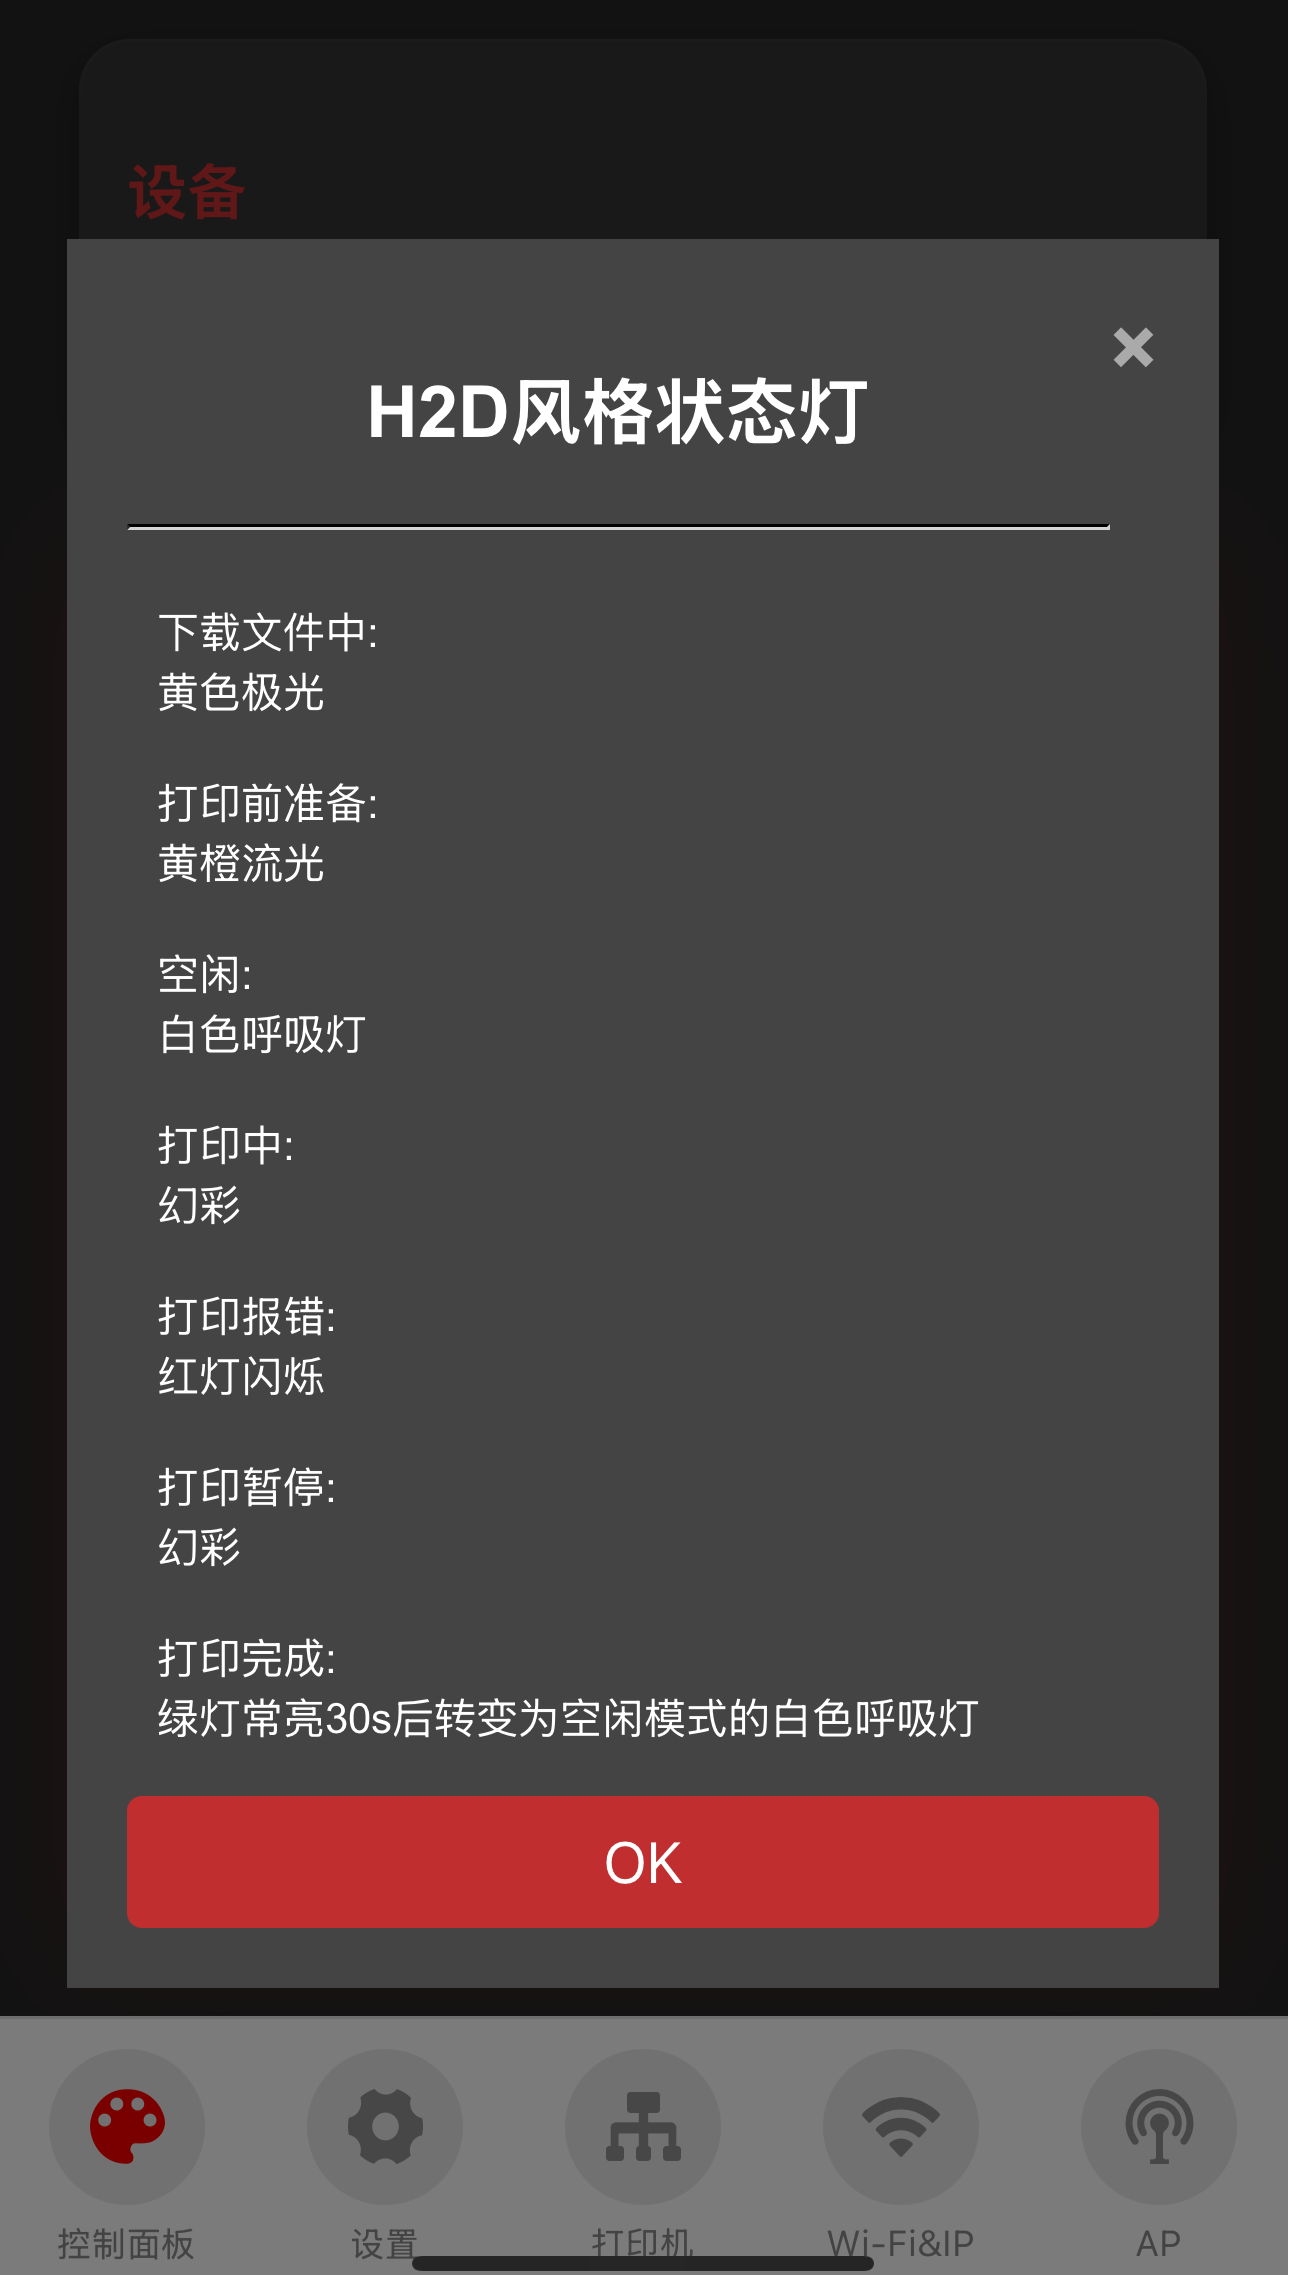 设备
H2D风格状态灯
下载文件中:
黄色极光
打印前准备:
黄橙流光
空闲:
白色呼吸灯
打印中:
幻彩
打印报错:
红灯闪烁
打印暂停:
幻彩
打印完成:
绿灯常亮30s后转变为空闲模式的白色呼吸灯
OK
控制面板
设置
打印机
Wi-Fi&IP
AP